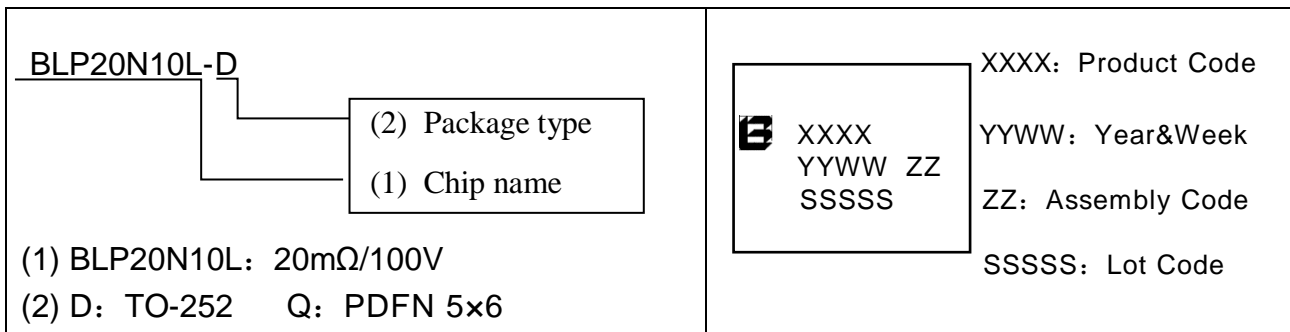 BLP20N10L-D
(2) Package type
(1) Chip name
(1) BLP20N10L：20mΩ/100V
(2) D：TO-252 Q：PDFN 5×6
XXXX
YYWW ZZ
SSSSS
XXXX：Product Code
YYWW：Year&Week
ZZ：Assembly Code
SSSSS：Lot Code